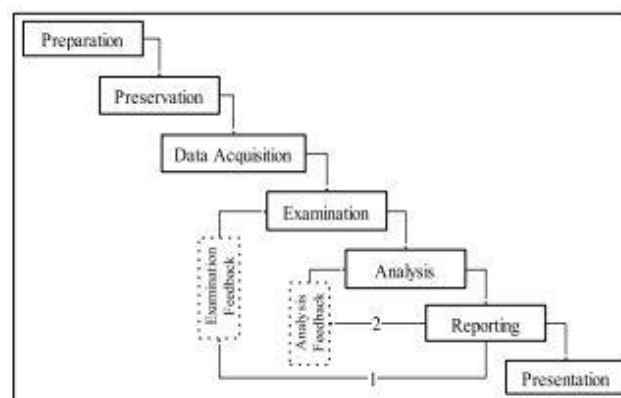 Preparation
Preservation
Data Acquisition
Examination
Analysis
Examination
Feedback
Analysis
Feedback
2
Reporting
1
Presentation